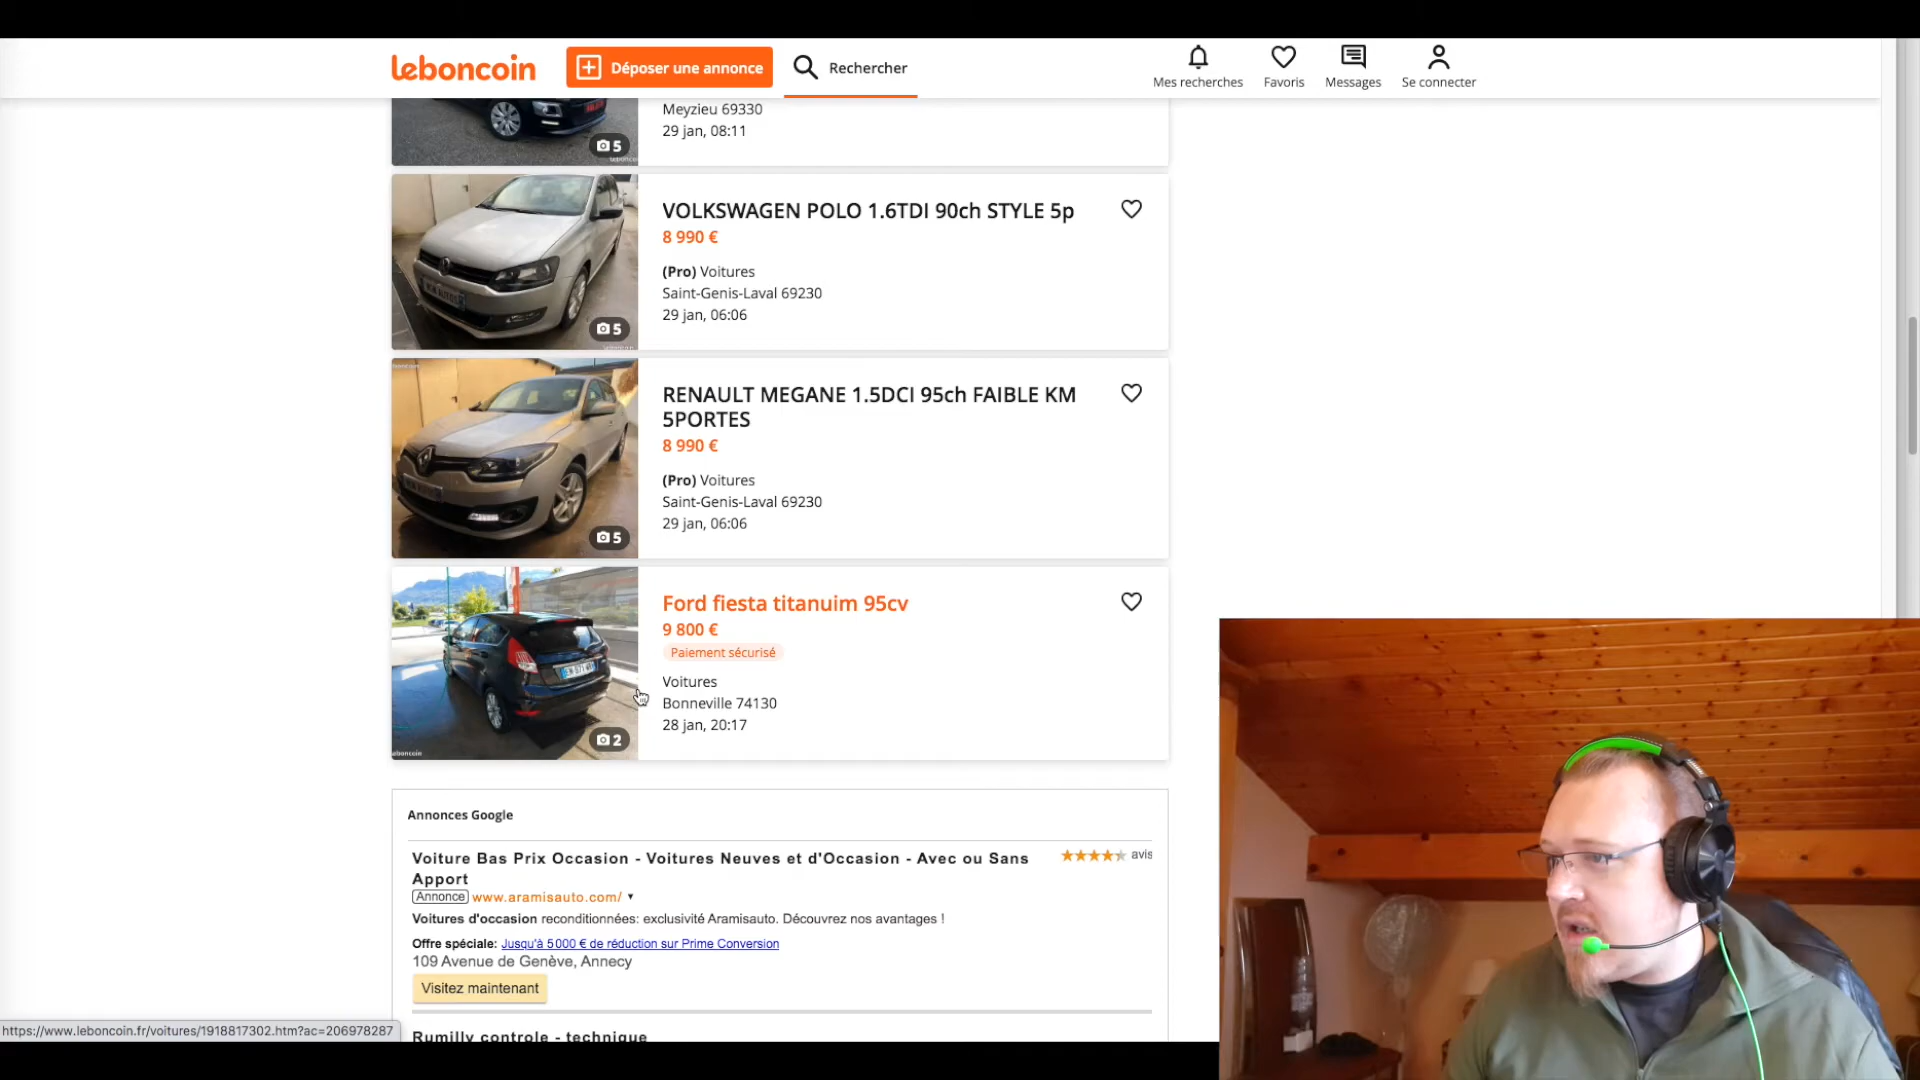 leboncoin
Déposer une annonce
Rechercher
Mes recherches
Favoris
Messages
Se connecter
Meyzieu 69330
29 jan, 08:11
5
VOLKSWAGEN POLO 1.6TDI 90ch STYLE 5p
8 990 €
(Pro) Voitures
Saint-Genis-Laval 69230
29 jan, 06:06
5
RENAULT MEGANE 1.5DCI 95ch FAIBLE KM
5PORTES
8 990 €
(Pro) Voitures
Saint-Genis-Laval 69230
29 jan, 06:06
5
Ford fiesta titanuim 95cv
9 800 €
Paiement sécurisé
Voitures
Bonneville 74130
28 jan, 20:17
2
Annonces Google
Voiture Bas Prix Occasion - Voitures Neuves et d'Occasion - Avec ou Sans
Apport
avis
Annonce www.aramisauto.com/
Voitures d'occasion reconditionnées: exclusivité Aramisauto. Découvrez nos avantages !
Offre spéciale: Jusqu'à 5 000 € de réduction sur Prime Conversion
109 Avenue de Genève, Annecy
Visitez maintenant
Rumilly controle - technique
https://www.leboncoin.fr/voitures/1918817302.htm?ac=206978287